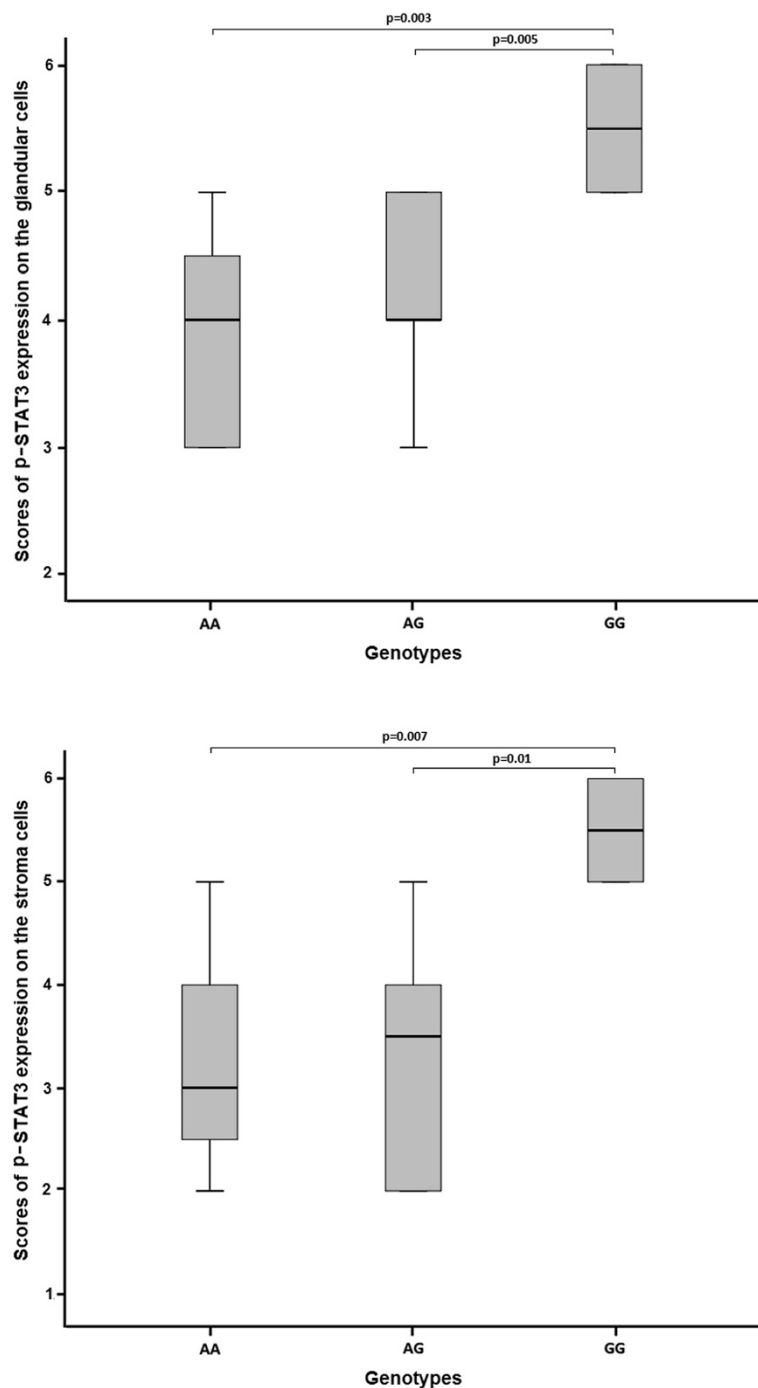 p=0.003
p=0.005
Scores of p-STAT3 expression on the glandular cells
6
5
4
3
2
AA AG GG
Genotypes
p=0.007
p=0.01
Scores of p-STAT3 expression on the stroma cells
6
5
4
3
2
1
AA AG GG
Genotypes